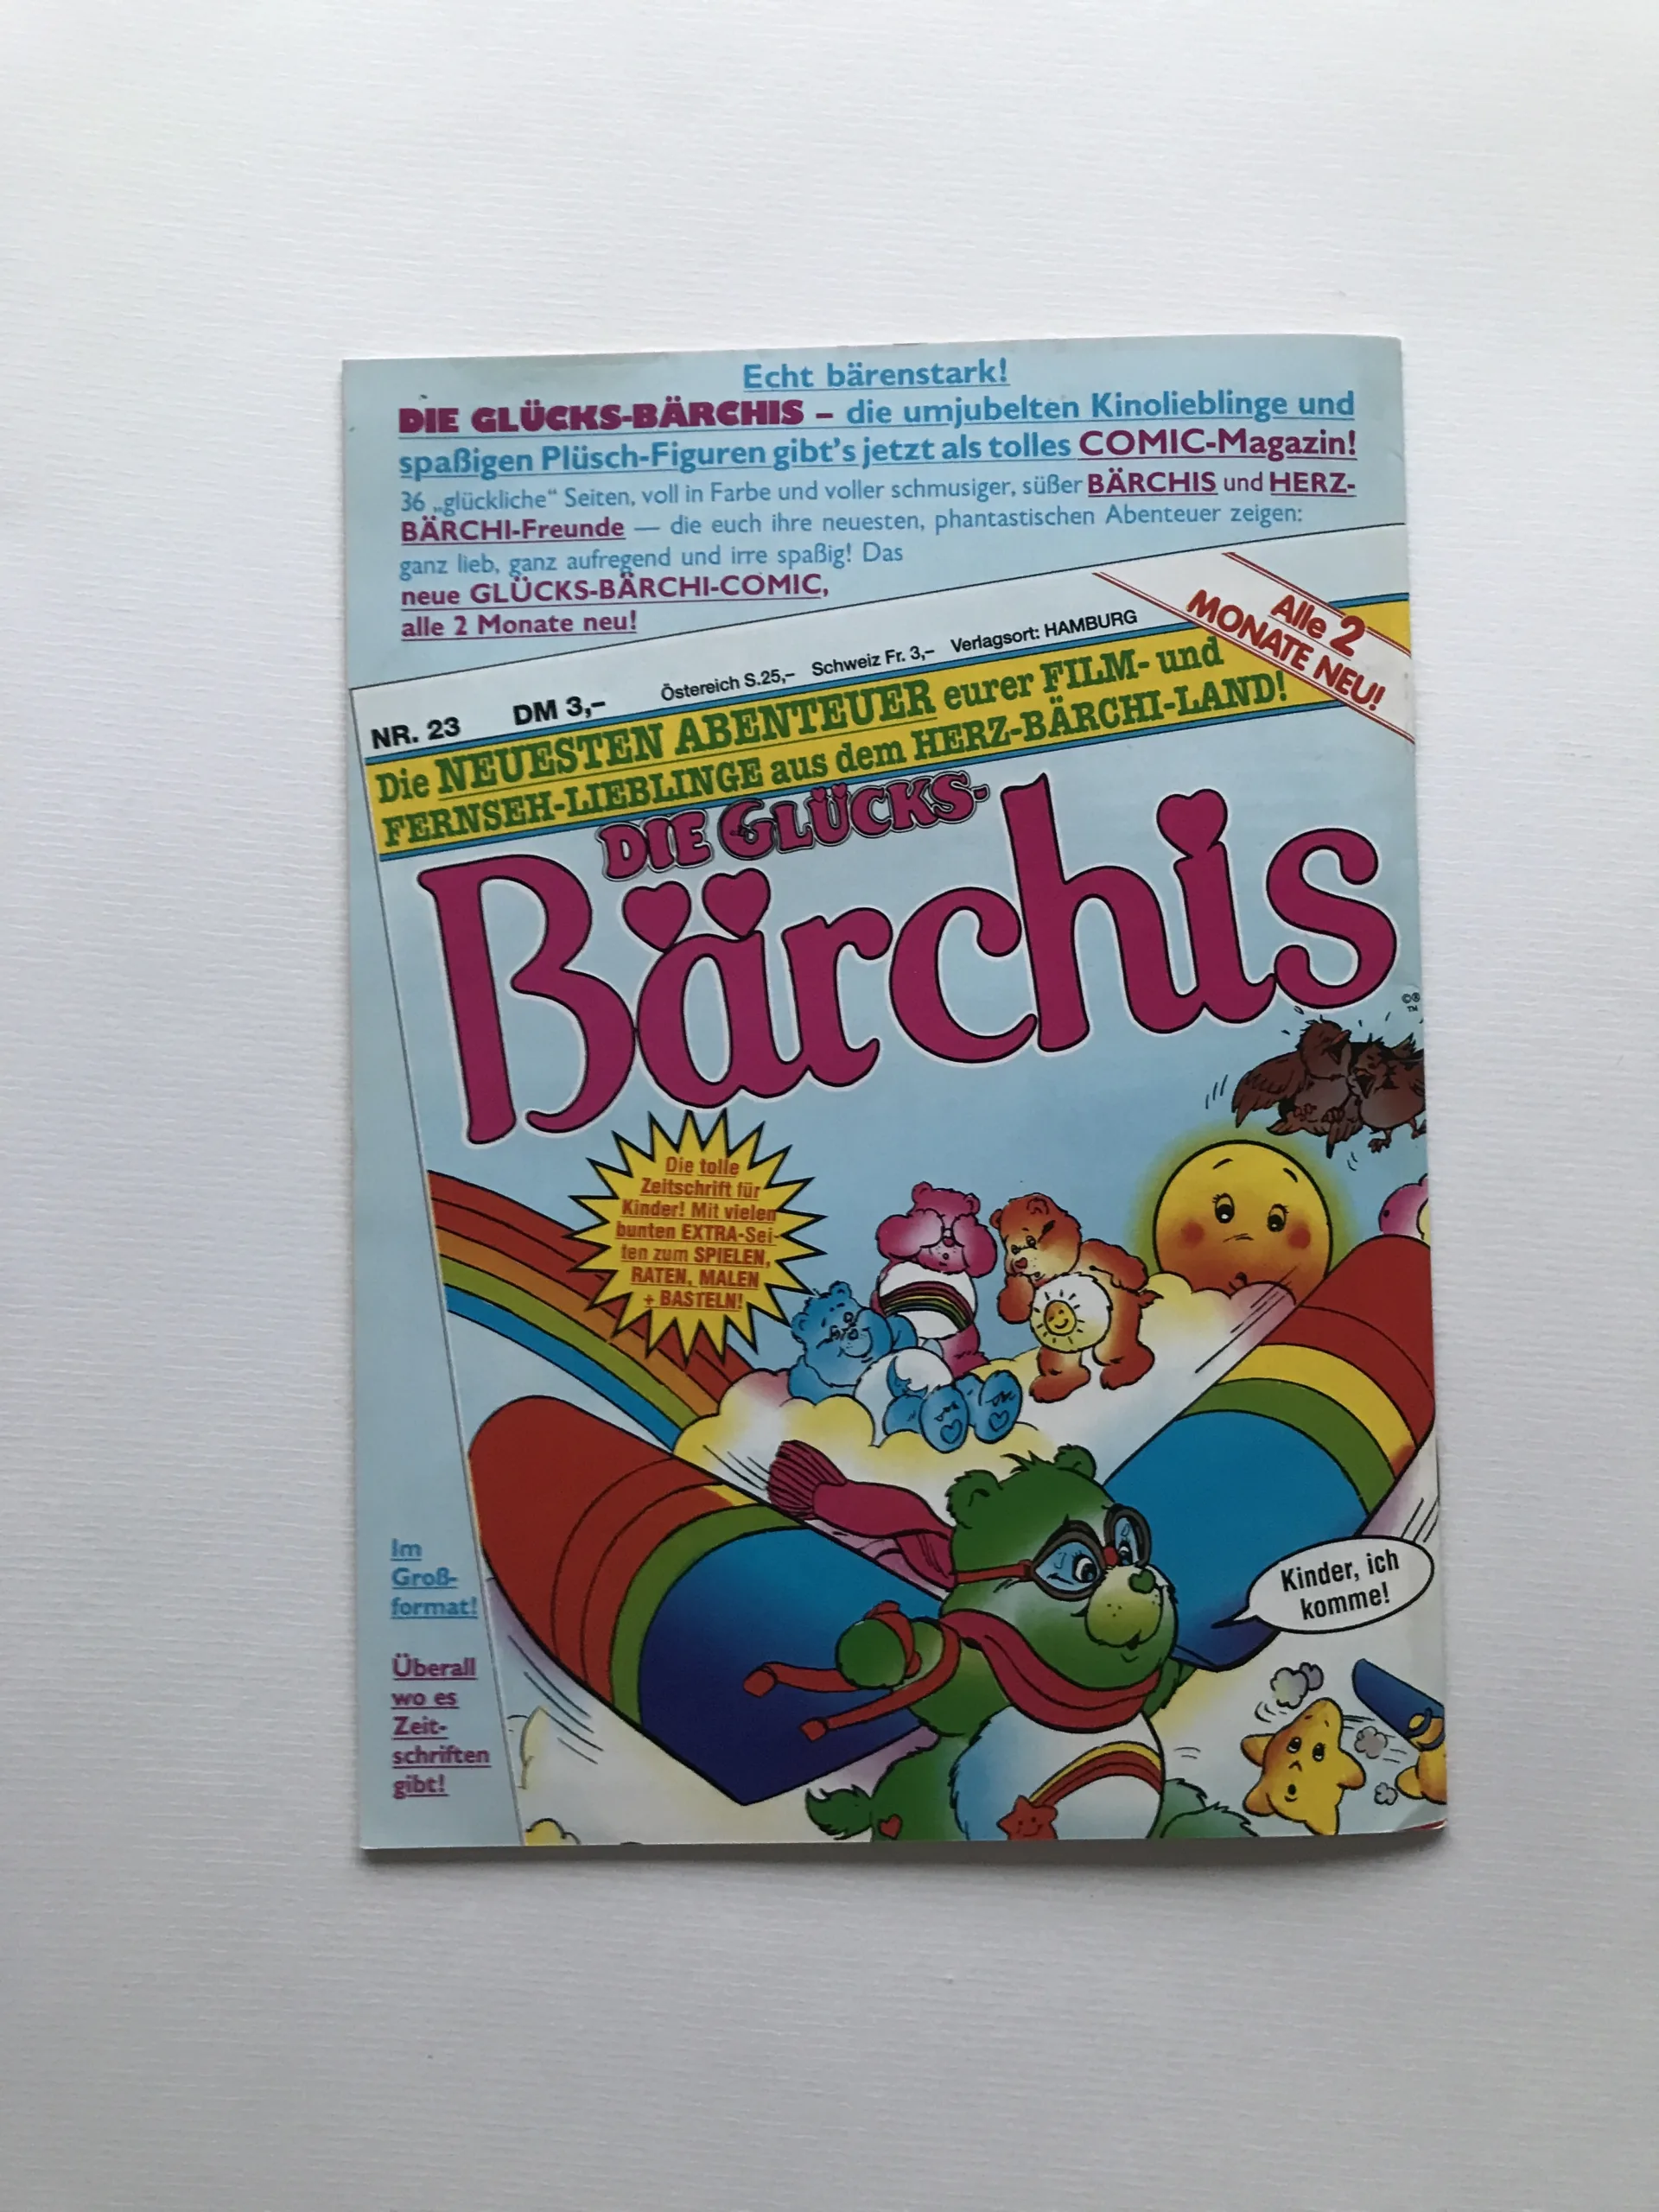 Echt bärenstark!
DIE GLÜCKS-BÄRCHIS – die umjubelten Kinolieblinge und
spaßigen Plüsch-Figuren gibt's jetzt als tolles COMIC-Magazin!
36 „glückliche“ Seiten, voll in Farbe und voller schmusiger, süßer BÄRCHIS und HERZ-
BÄRCHI-Freunde — die euch ihre neuesten, phantastischen Abenteuer zeigen:
ganz lieb, ganz aufregend und irre spaßig! Das
neue GLÜCKS-BÄRCHI-COMIC,
alle 2 Monate neu!
Alle 2
MONATE NEU!
NR. 23 DM 3,– Östereich S.25,– Schweiz Fr. 3,– Verlagsort: HAMBURG
Die NEUESTEN ABENTEUER eurer FILM- und
FERNSEH-LIEBLINGE aus dem HERZ-BÄRCHI-LAND!
DIE GLÜCKS-
Bärchis
©®
TM
Die tolle
Zeitschrift für
Kinder! Mit vielen
bunten EXTRA-Sei-
ten zum SPIELEN,
RATEN, MALEN
+ BASTELN!
Kinder, ich
komme!
Im
Groß-
format!
Überall
wo es
Zeit-
schriften
gibt!